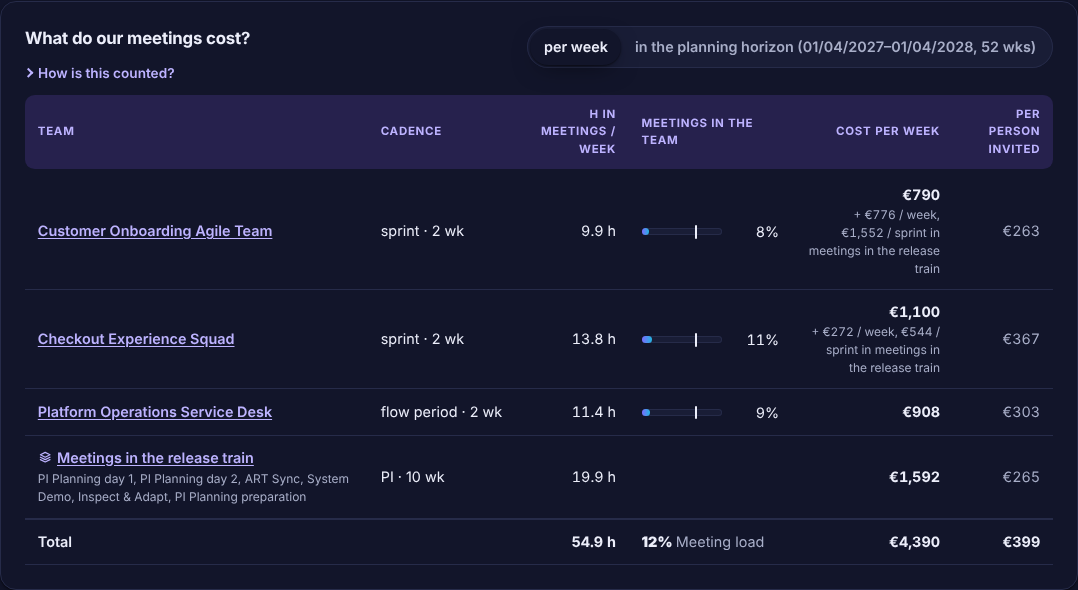 What do our meetings cost?
per week
in the planning horizon (01/04/2027–01/04/2028, 52 wks)
How is this counted?
TEAM
CADENCE
H IN
MEETINGS /
WEEK
MEETINGS IN THE
TEAM
COST PER WEEK
PER
PERSON
INVITED
Customer Onboarding Agile Team
sprint · 2 wk
9.9 h
8%
€790
+ €776 / week,
€1,552 / sprint in
meetings in the release
train
€263
Checkout Experience Squad
sprint · 2 wk
13.8 h
11%
€1,100
+ €272 / week, €544 /
sprint in meetings in
the release train
€367
Platform Operations Service Desk
flow period · 2 wk
11.4 h
9%
€908
€303
Meetings in the release train
PI Planning day 1, PI Planning day 2, ART Sync, System
Demo, Inspect & Adapt, PI Planning preparation
PI · 10 wk
19.9 h
€1,592
€265
Total
54.9 h
12% Meeting load
€4,390
€399